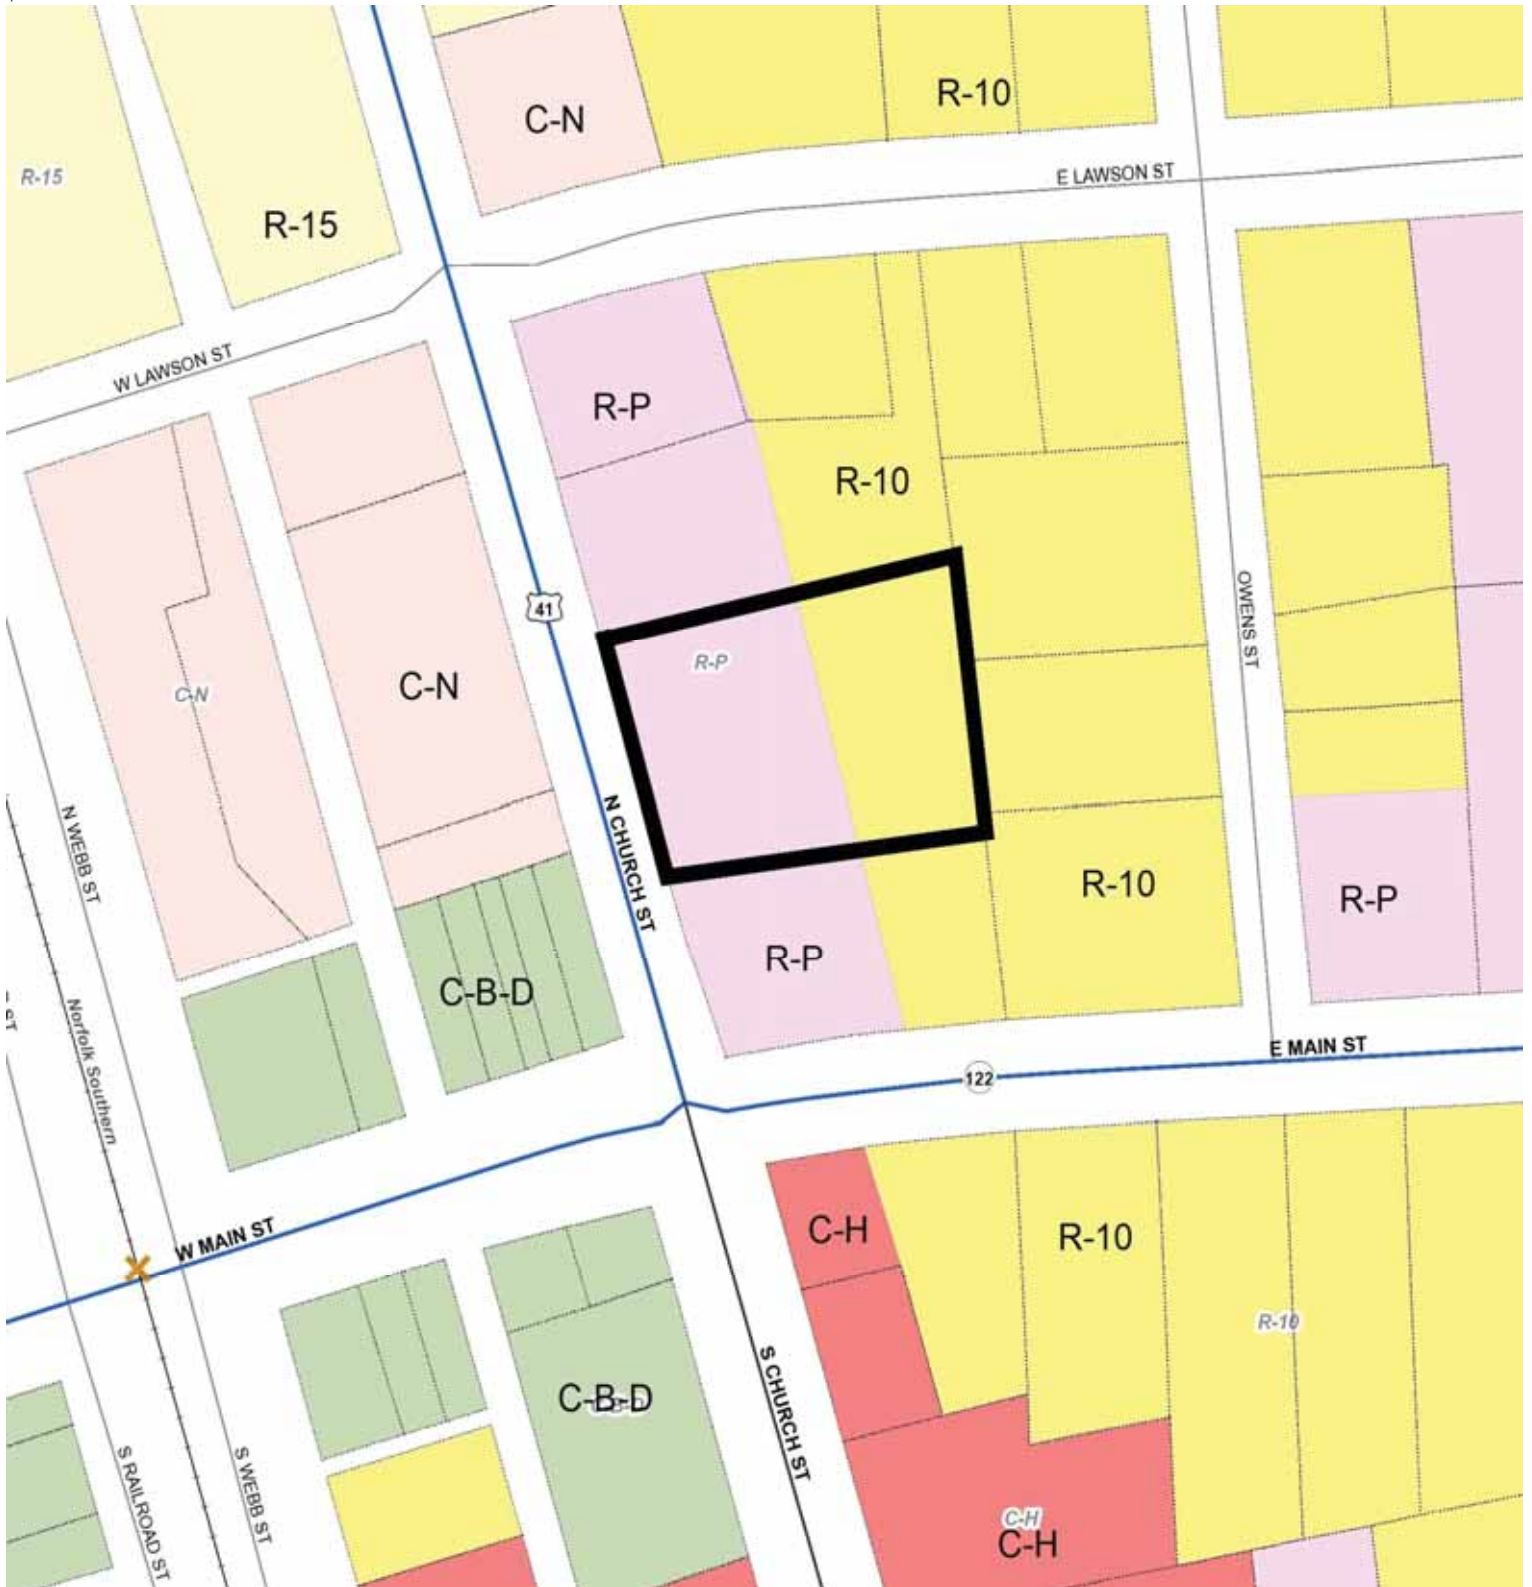 R-10
C-N
E LAWSON ST
R-15
R-15
W LAWSON ST
R-P
R-10
41
OWENS ST
R-P
C-N
C-N
N WEBB ST
N CHURCH ST
R-10
R-P
R-P
C-B-D
ST
Norfolk Southern
E MAIN ST
122
W MAIN ST
C-H
R-10
R-10
C-B-D
S CHURCH ST
S RAILROAD ST
S WEBB ST
C-H
C-H